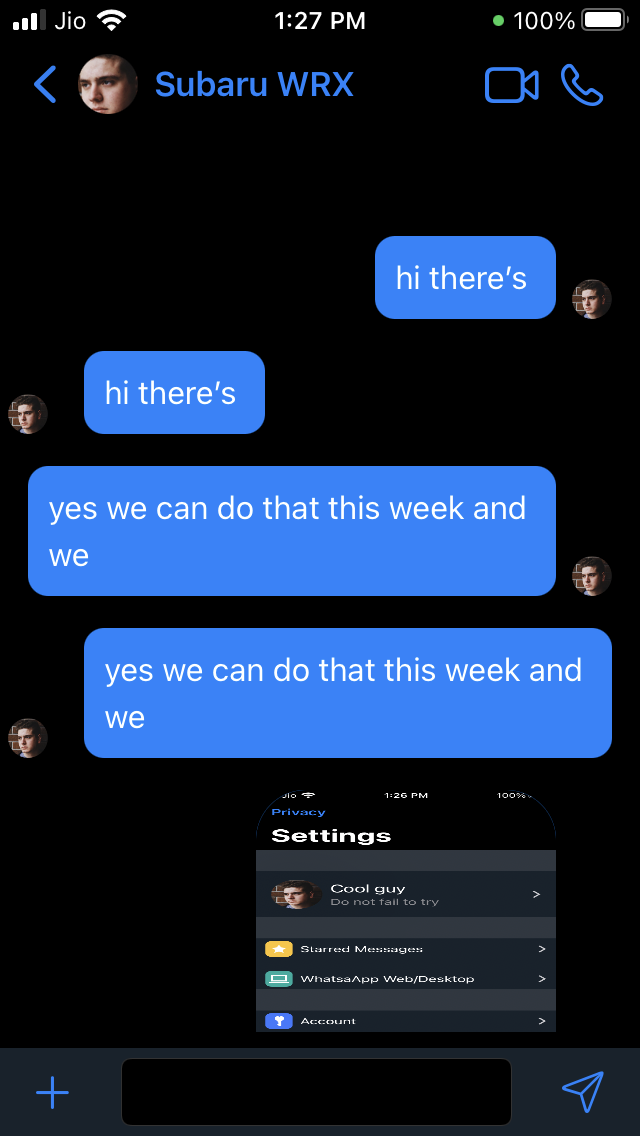 Jio 1:27 PM 100%
Subaru WRX
hi there’s
hi there’s
yes we can do that this week and
we
yes we can do that this week and
we
Jio 1:26 PM 100%
Privacy
Settings
Cool guy
Do not fail to try
Starred Messages
WhatsaApp Web/Desktop
Account